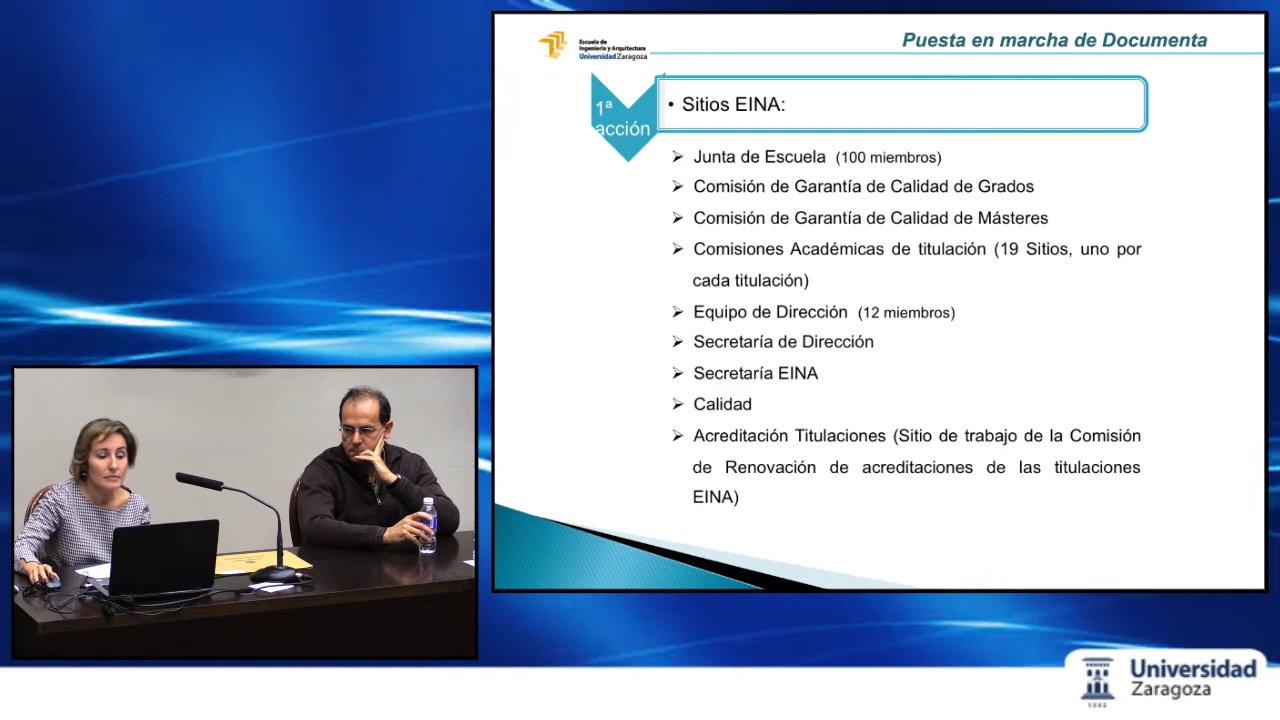 Escuela de
Ingeniería y Arquitectura
Universidad Zaragoza
Puesta en marcha de Documenta
1ª
acción
• Sitios EINA:
Junta de Escuela (100 miembros)
Comisión de Garantía de Calidad de Grados
Comisión de Garantía de Calidad de Másteres
Comisiones Académicas de titulación (19 Sitios, uno por
cada titulación)
Equipo de Dirección (12 miembros)
Secretaría de Dirección
Secretaría EINA
Calidad
Acreditación Titulaciones (Sitio de trabajo de la Comisión
de Renovación de acreditaciones de las titulaciones
EINA)
Universidad
Zaragoza
1542